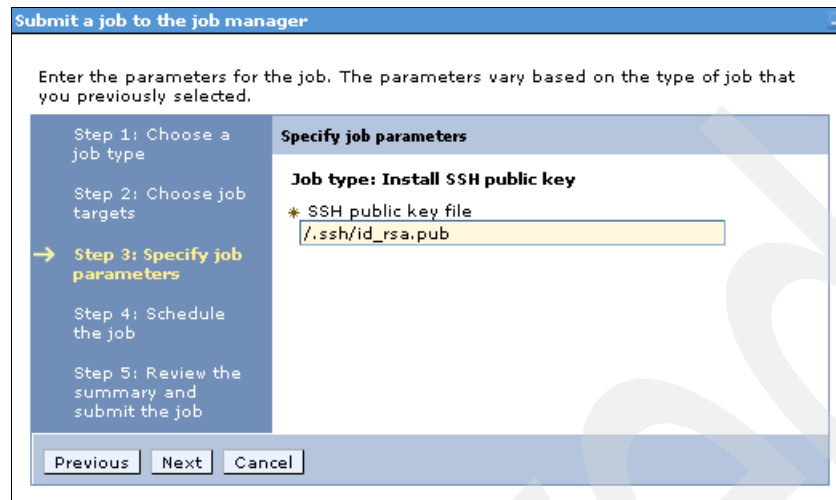 Submit a job to the job manager
Enter the parameters for the job. The parameters vary based on the type of job that
you previously selected.
Step 1: Choose a
job type
Step 2: Choose job
targets
→ Step 3: Specify job
parameters
Step 4: Schedule
the job
Step 5: Review the
summary and
submit the job
Specify job parameters
Job type: Install SSH public key
* SSH public key file
/.ssh/id_rsa.pub
Previous Next Cancel